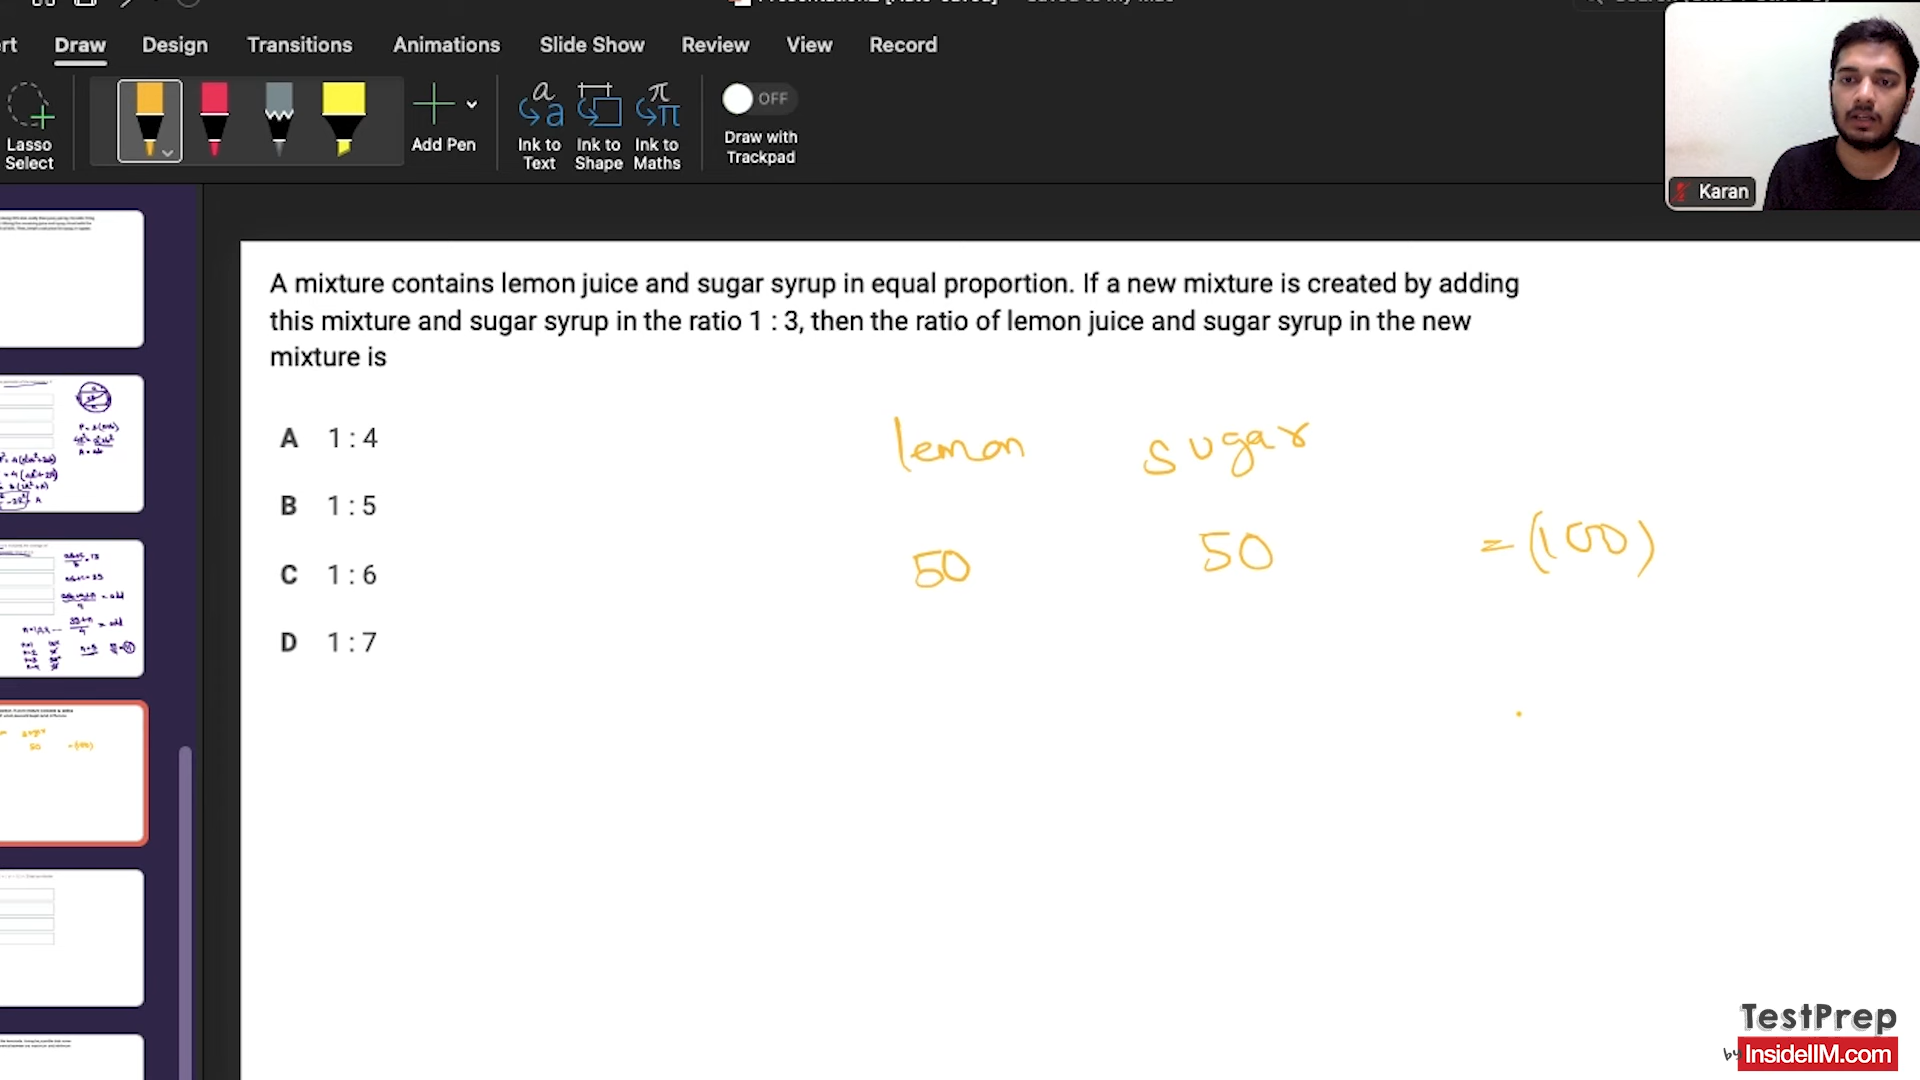 Draw Design Transitions Animations Slide Show Review View Record
OFF
Lasso Select
Add Pen
Ink to Text
Ink to Shape
Ink to Maths
Draw with Trackpad
Karan
A mixture contains lemon juice and sugar syrup in equal proportion. If a new mixture is created by adding
this mixture and sugar syrup in the ratio 1 : 3, then the ratio of lemon juice and sugar syrup in the new
mixture is
A 1 : 4
B 1 : 5
C 1 : 6
D 1 : 7
lemon sugar
50 50 = (100)
TestPrep
by InsideIIM.com